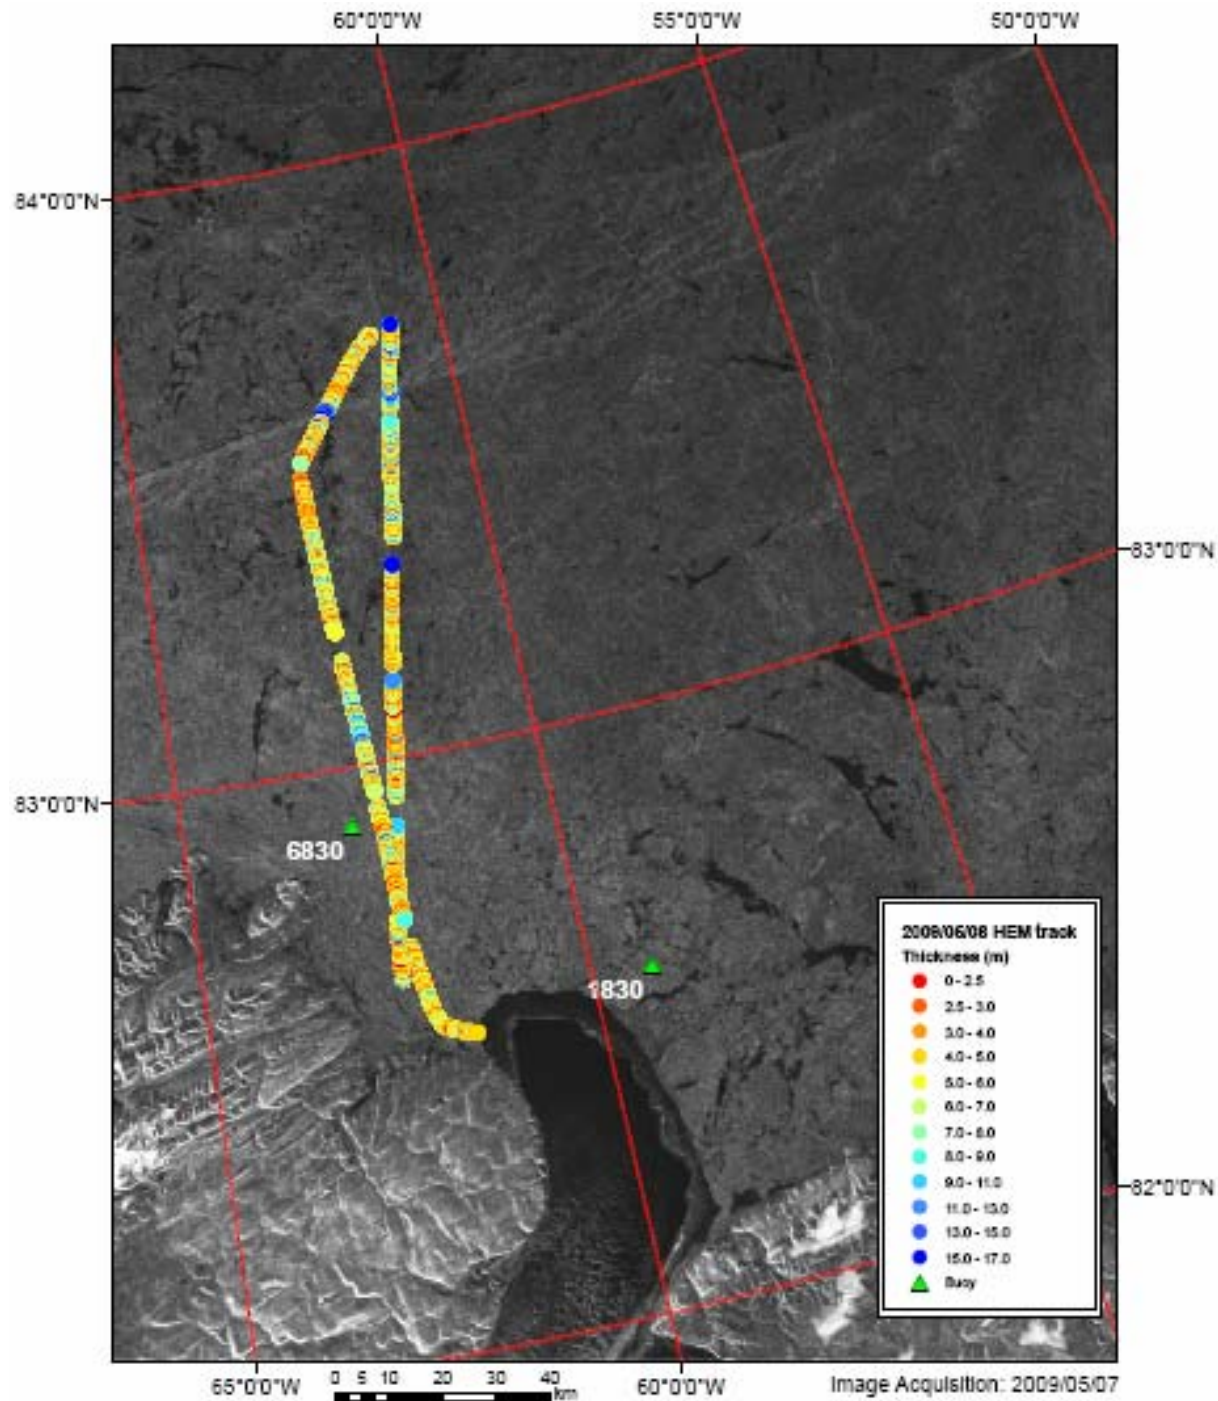 60°0'0"W 55°0'0"W 50°0'0"W
84°0'0"N
83°0'0"N
83°0'0"N
6830
1830
2009/06/08 HEM track
Thickness (m)
0 - 2.5
2.5 - 3.0
3.0 - 4.0
4.0 - 5.0
5.0 - 6.0
6.0 - 7.0
7.0 - 8.0
8.0 - 9.0
9.0 - 11.0
11.0 - 13.0
13.0 - 15.0
15.0 - 17.0
Buoy
82°0'0"N
65°0'0"W 0 5 10 20 30 40 km 60°0'0"W Image Acquisition: 2009/05/07